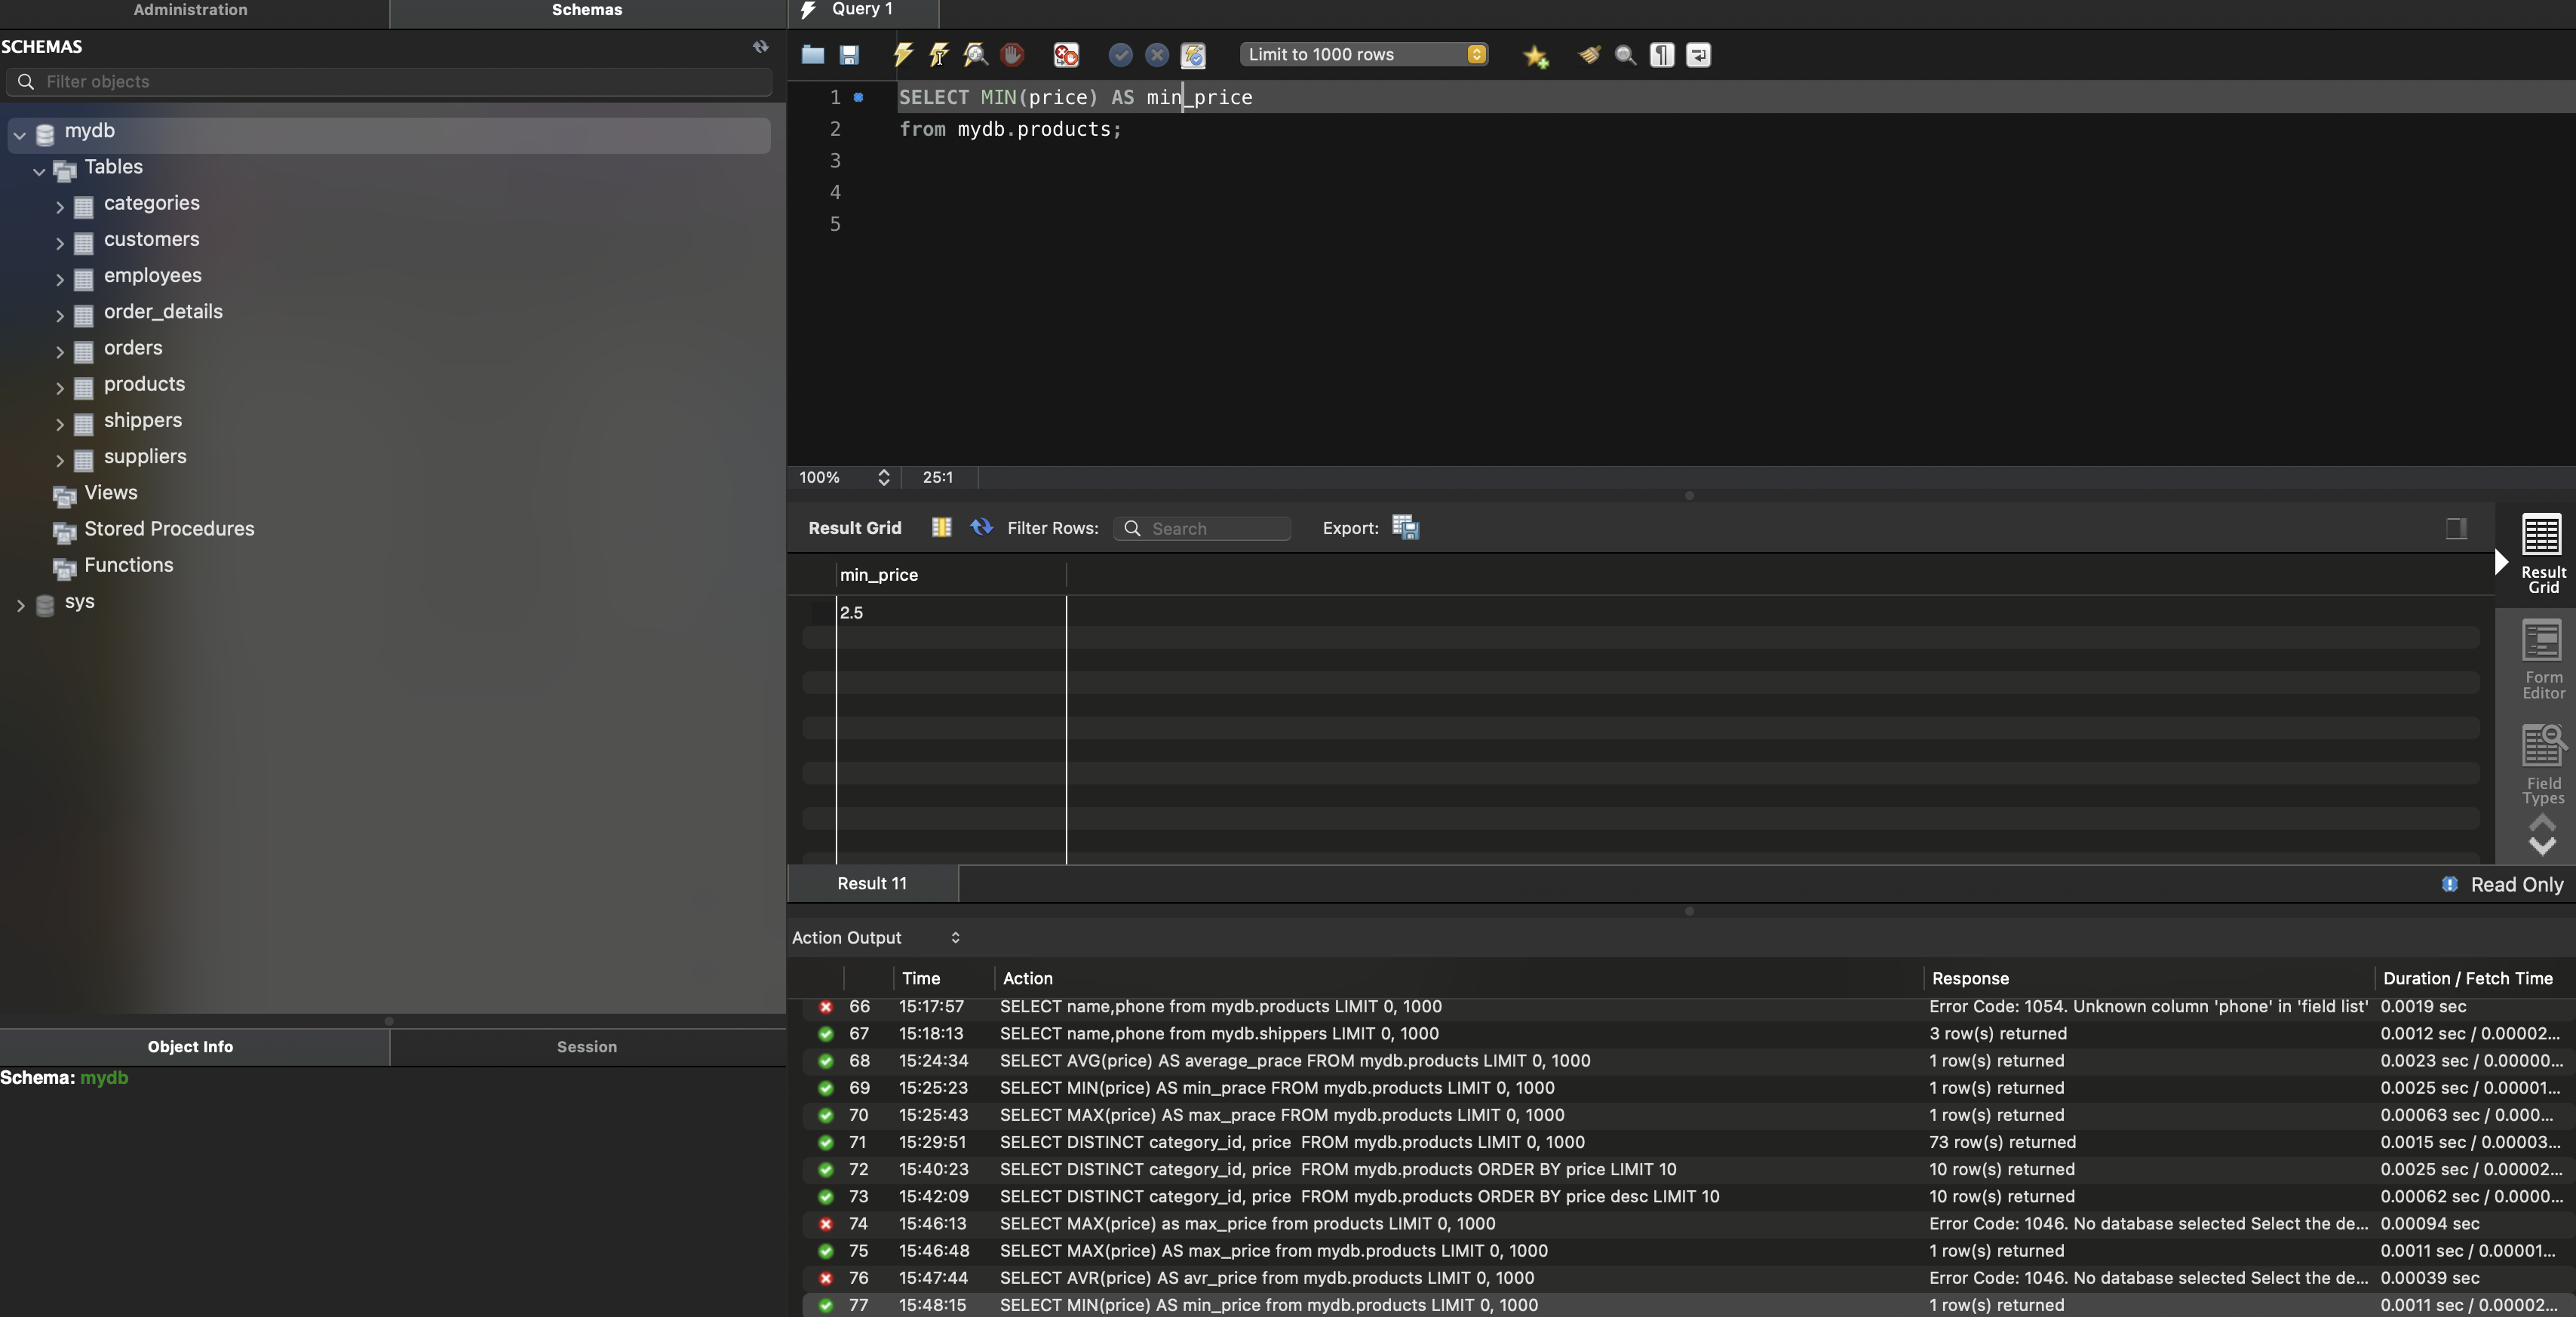 Administration
Schemas
SCHEMAS
Filter objects
mydb
Tables
categories
customers
employees
order_details
orders
products
shippers
suppliers
Views
Stored Procedures
Functions
sys
Object Info
Session
Schema: mydb
Query 1
Limit to 1000 rows
1 SELECT MIN(price) AS min_price
2 from mydb.products;
3
4
5
100% 25:1
Result Grid Filter Rows: Search Export:
min_price
2.5
Result Grid
Form Editor
Field Types
Result 11
Read Only
Action Output
Time Action Response Duration / Fetch Time
66 15:17:57 SELECT name,phone from mydb.products LIMIT 0, 1000 Error Code: 1054. Unknown column 'phone' in 'field list' 0.0019 sec
67 15:18:13 SELECT name,phone from mydb.shippers LIMIT 0, 1000 3 row(s) returned 0.0012 sec / 0.00002...
68 15:24:34 SELECT AVG(price) AS average_prace FROM mydb.products LIMIT 0, 1000 1 row(s) returned 0.0023 sec / 0.00000...
69 15:25:23 SELECT MIN(price) AS min_prace FROM mydb.products LIMIT 0, 1000 1 row(s) returned 0.0025 sec / 0.00001...
70 15:25:43 SELECT MAX(price) AS max_prace FROM mydb.products LIMIT 0, 1000 1 row(s) returned 0.00063 sec / 0.000...
71 15:29:51 SELECT DISTINCT category_id, price  FROM mydb.products LIMIT 0, 1000 73 row(s) returned 0.0015 sec / 0.00003...
72 15:40:23 SELECT DISTINCT category_id, price  FROM mydb.products ORDER BY price LIMIT 10 10 row(s) returned 0.0025 sec / 0.00002...
73 15:42:09 SELECT DISTINCT category_id, price  FROM mydb.products ORDER BY price desc LIMIT 10 10 row(s) returned 0.00062 sec / 0.0000...
74 15:46:13 SELECT MAX(price) as max_price from products LIMIT 0, 1000 Error Code: 1046. No database selected Select the de... 0.00094 sec
75 15:46:48 SELECT MAX(price) AS max_price from mydb.products LIMIT 0, 1000 1 row(s) returned 0.0011 sec / 0.00001...
76 15:47:44 SELECT AVR(price) AS avr_price from mydb.products LIMIT 0, 1000 Error Code: 1046. No database selected Select the de... 0.00039 sec
77 15:48:15 SELECT MIN(price) AS min_price from mydb.products LIMIT 0, 1000 1 row(s) returned 0.0011 sec / 0.00002...